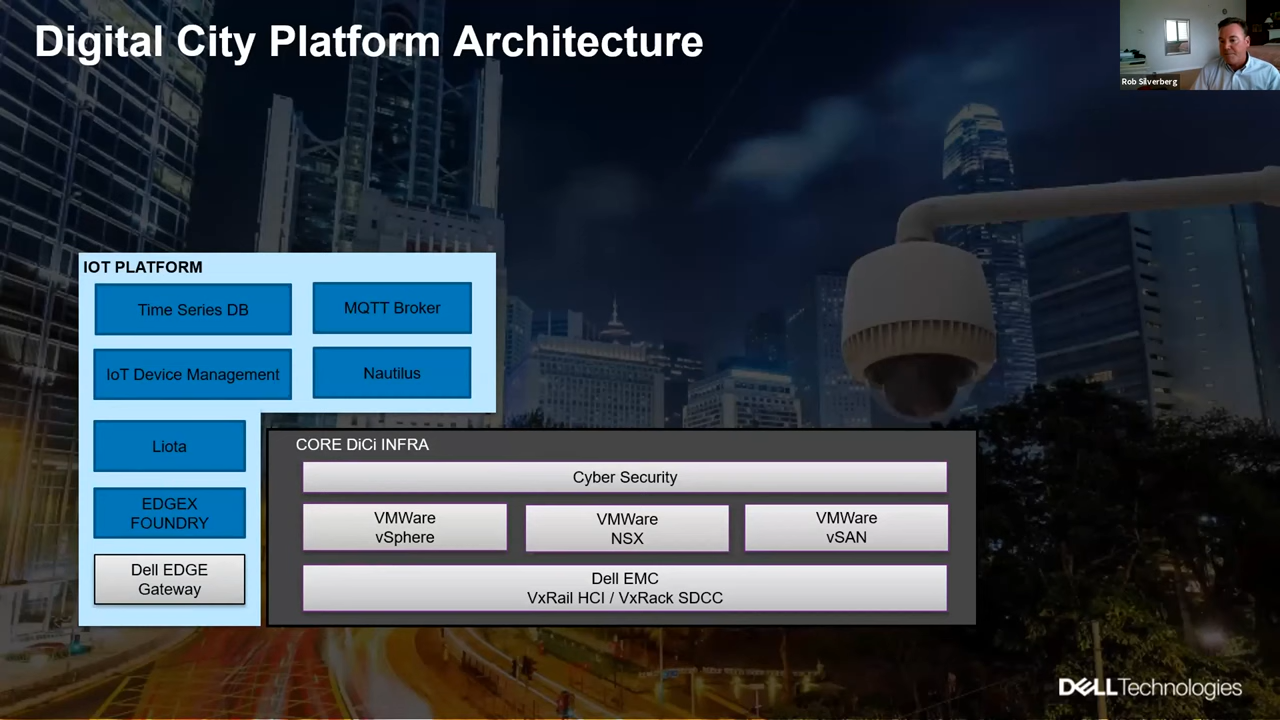 Digital City Platform Architecture
Rob Silverberg
IOT PLATFORM
Time Series DB
MQTT Broker
IoT Device Management
Nautilus
Liota
EDGEX
FOUNDRY
Dell EDGE
Gateway
CORE DiCi INFRA
Cyber Security
VMWare
vSphere
VMWare
NSX
VMWare
vSAN
Dell EMC
VxRail HCI / VxRack SDCC
DELL Technologies